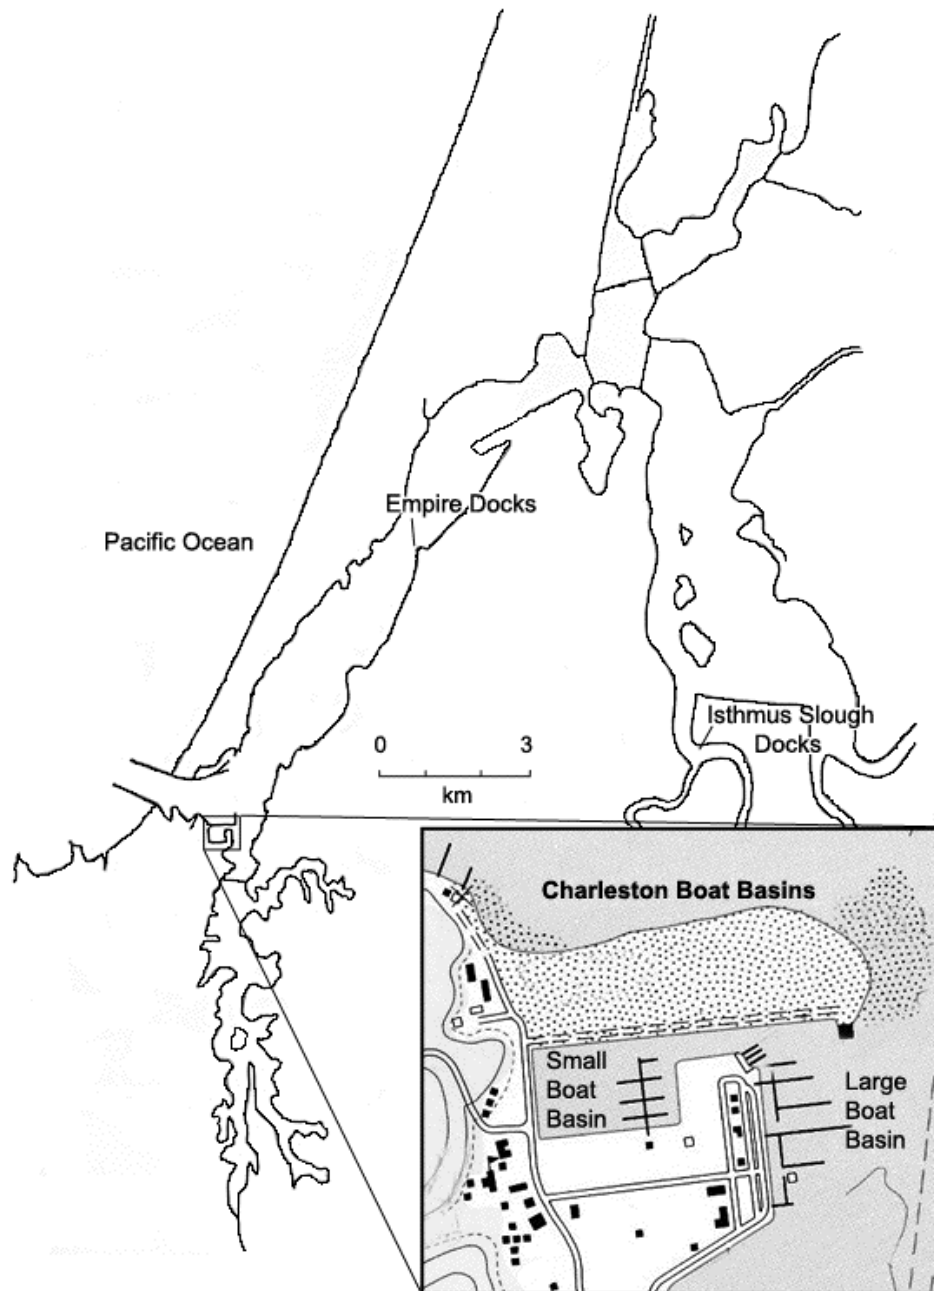 Empire Docks
Pacific Ocean
Isthmus Slough
Docks
0 3
km
Charleston Boat Basins
Small
Boat
Basin
Large
Boat
Basin